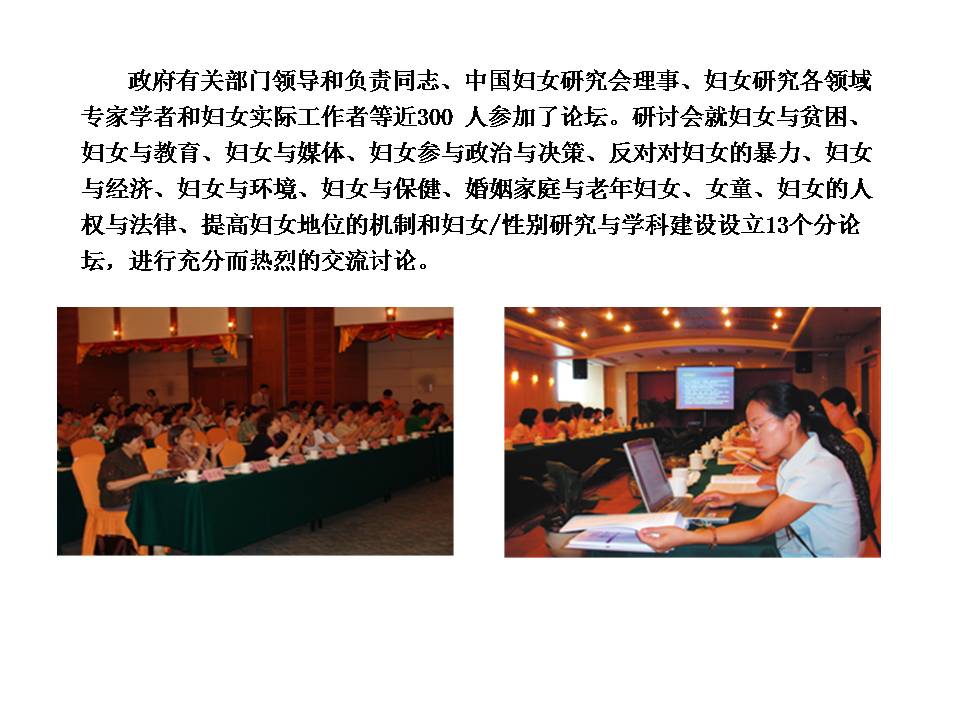 政府有关部门领导和负责同志、中国妇女研究会理事、妇女研究各领域
专家学者和妇女实际工作者等近300 人参加了论坛。研讨会就妇女与贫困、
妇女与教育、妇女与媒体、妇女参与政治与决策、反对对妇女的暴力、妇女
与经济、妇女与环境、妇女与保健、婚姻家庭与老年妇女、女童、妇女的人
权与法律、提高妇女地位的机制和妇女/性别研究与学科建设设立13个分论
坛，进行充分而热烈的交流讨论。